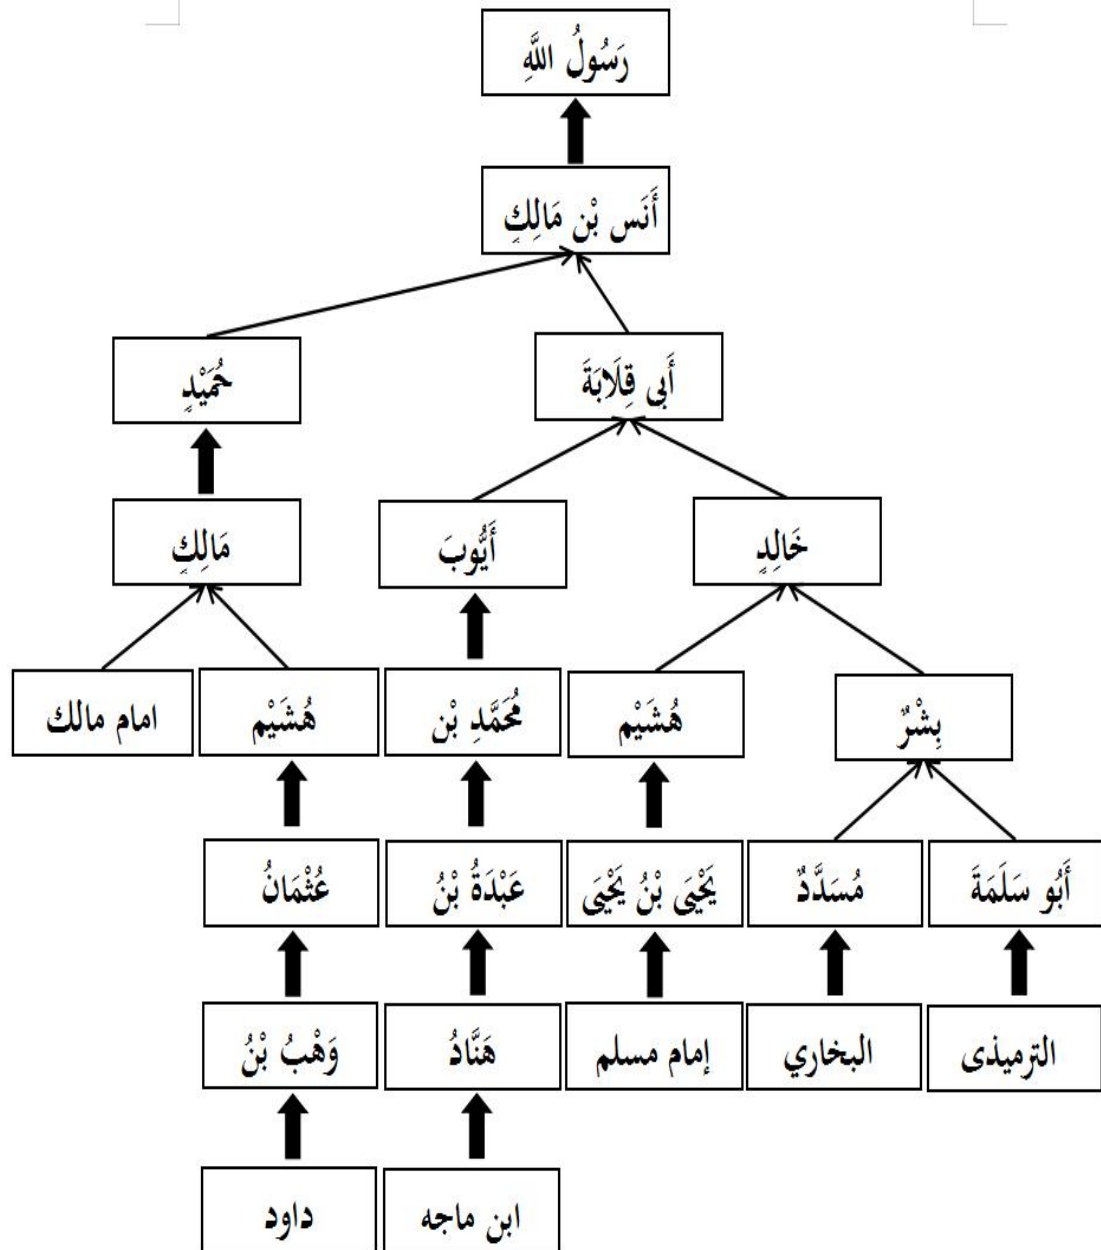 رَسُولُ اللَّهِ
أَنَس بْن مَالِكٍ
حُمَيْدٍ
أَبِى قِلَابَةَ
مَالِكٍ
أَيُّوبَ
خَالِدٍ
امام مالك
هُشَيْم
مُحَمَّدِ بْن
هُشَيْم
بِشْرٌ
عُثْمَانُ
عَبْدَةُ بْنُ
يَحْيَى بْنُ يَحْيَى
مُسَدَّدٌ
أَبُو سَلَمَةَ
وَهْبُ بْنُ
هَنَّادُ
إمام مسلم
البخاري
الترميذى
داود
ابن ماجه